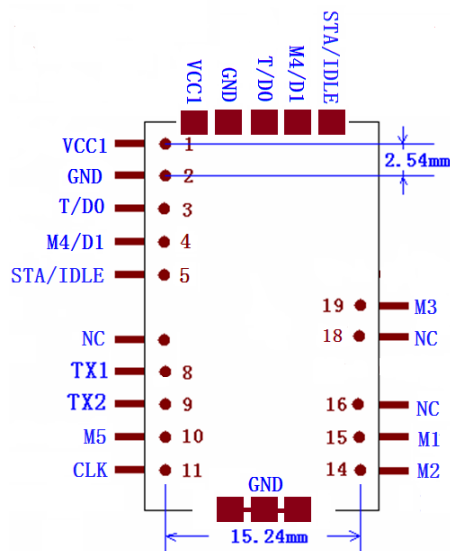 VCC1
GND
T/D0
M4/D1
STA/IDLE
VCC1 1
2.54mm
GND 2
T/D0 3
M4/D1 4
STA/IDLE 5
19 M3
NC 18 NC
TX1 8
TX2 9 16 NC
M5 10 15 M1
CLK 11 14 M2
GND
15.24mm